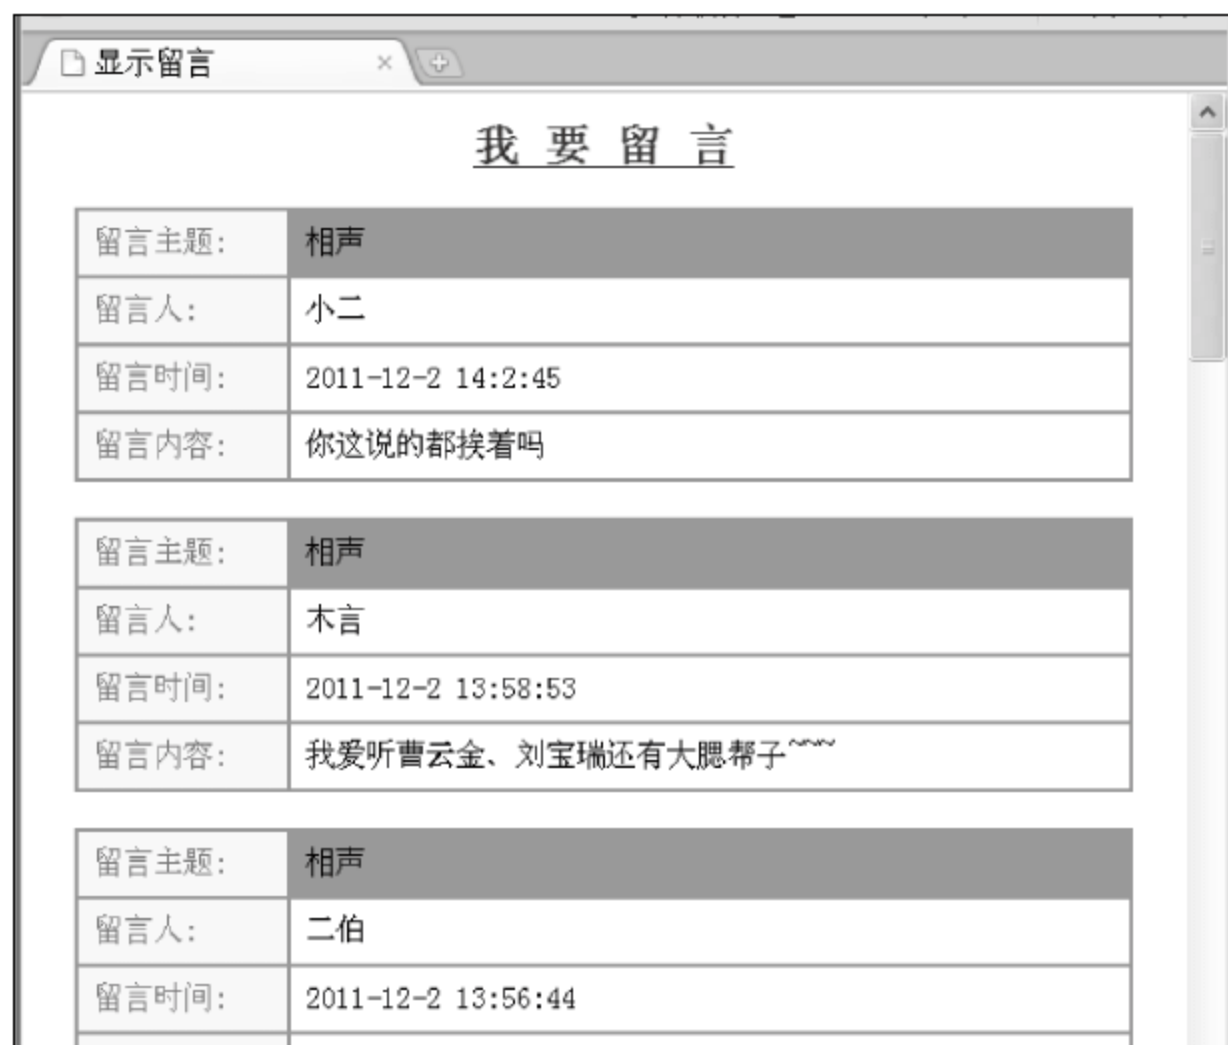 显示留言
我要留言
留言主题: 相声
留言人: 小二
留言时间: 2011-12-2 14:2:45
留言内容: 你这说的都挨着吗
留言主题: 相声
留言人: 木言
留言时间: 2011-12-2 13:58:53
留言内容: 我爱听曹云金、刘宝瑞还有大腮帮子~~~~
留言主题: 相声
留言人: 二伯
留言时间: 2011-12-2 13:56:44